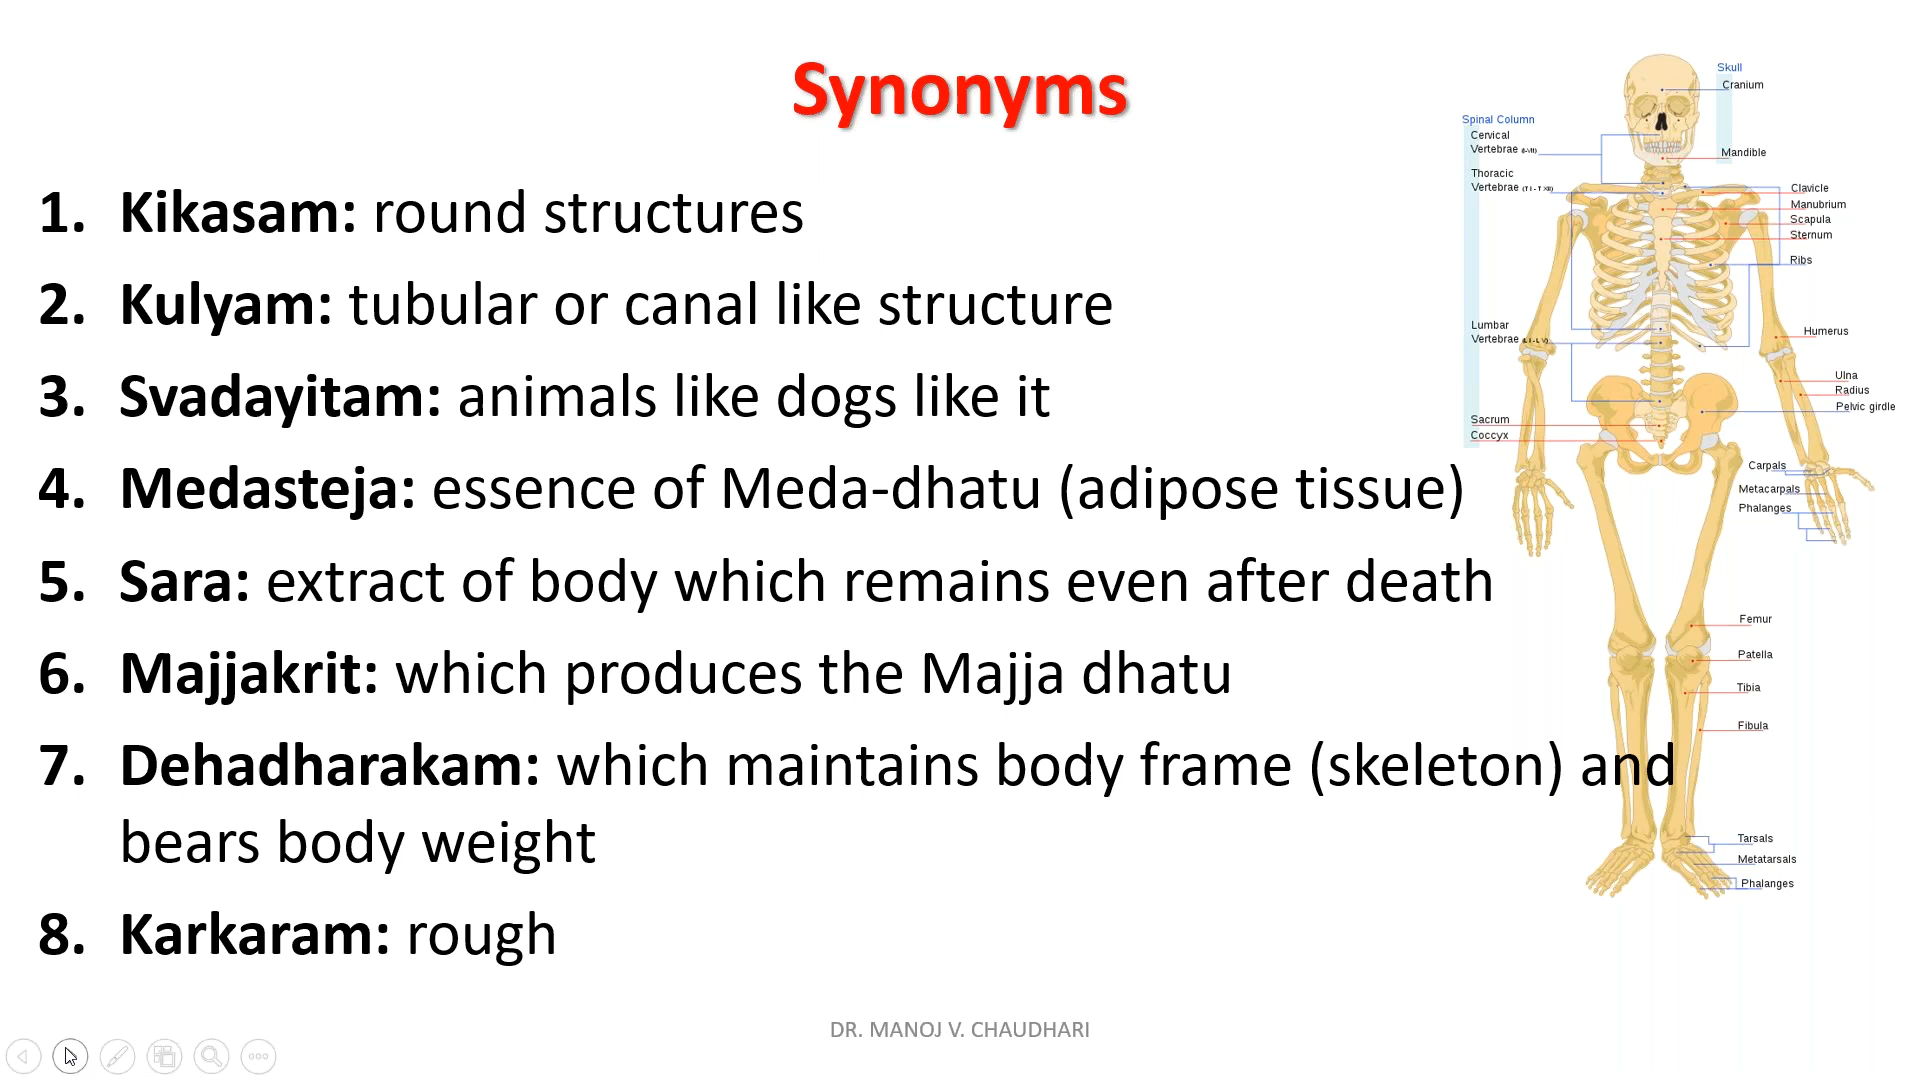 Synonyms
1. Kikasam: round structures
2. Kulyam: tubular or canal like structure
3. Svadayitam: animals like dogs like it
4. Medasteja: essence of Meda-dhatu (adipose tissue)
5. Sara: extract of body which remains even after death
6. Majjakrit: which produces the Majja dhatu
7. Dehadharakam: which maintains body frame (skeleton) and
bears body weight
8. Karkaram: rough
Skull
Cranium
Mandible
Spinal Column
Cervical
Vertebrae (I-VII)
Thoracic
Vertebrae (T I - T XII)
Lumbar
Vertebrae (L I - L V)
Sacrum
Coccyx
Clavicle
Manubrium
Scapula
Sternum
Ribs
Humerus
Ulna
Radius
Pelvic girdle
Carpals
Metacarpals
Phalanges
Femur
Patella
Tibia
Fibula
Tarsals
Metatarsals
Phalanges
DR. MANOJ V. CHAUDHARI